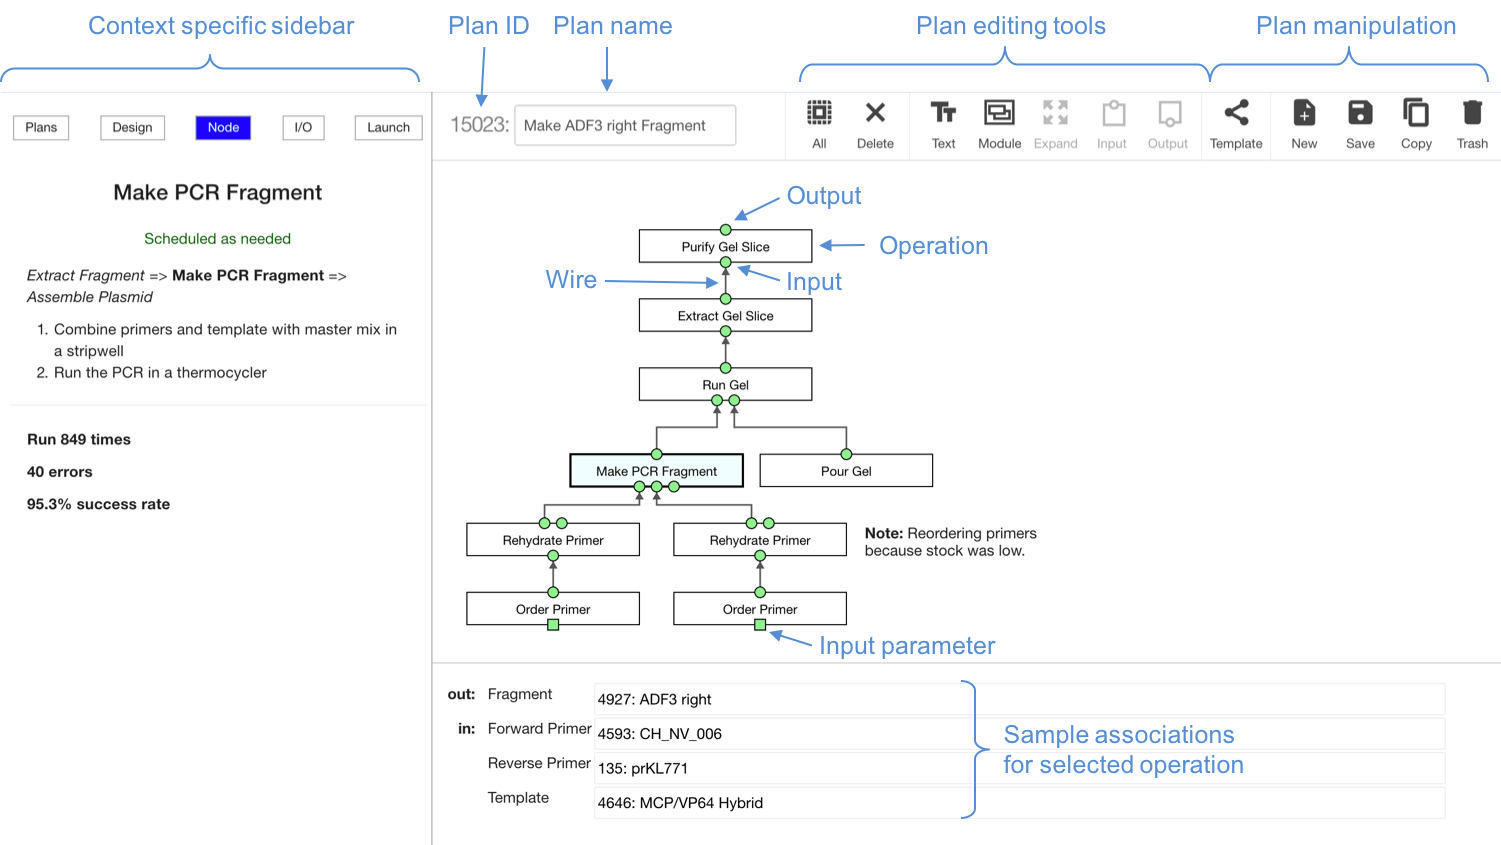 Context specific sidebar
Plan ID
Plan name
Plan editing tools
Plan manipulation
Plans
Design
Node
I/O
Launch
15023:
Make ADF3 right Fragment
All
Delete
Text
Module
Expand
Input
Output
Template
New
Save
Copy
Trash
Make PCR Fragment
Scheduled as needed
Extract Fragment => Make PCR Fragment =>
Assemble Plasmid
1. Combine primers and template with master mix in
a stripwell
2. Run the PCR in a thermocycler
Run 849 times
40 errors
95.3% success rate
Output
Purify Gel Slice
Operation
Wire
Input
Extract Gel Slice
Run Gel
Make PCR Fragment
Pour Gel
Rehydrate Primer
Rehydrate Primer
Note: Reordering primers
because stock was low.
Order Primer
Order Primer
Input parameter
out: Fragment
4927: ADF3 right
in: Forward Primer
4593: CH_NV_006
Reverse Primer
135: prKL771
Template
4646: MCP/VP64 Hybrid
Sample associations
for selected operation